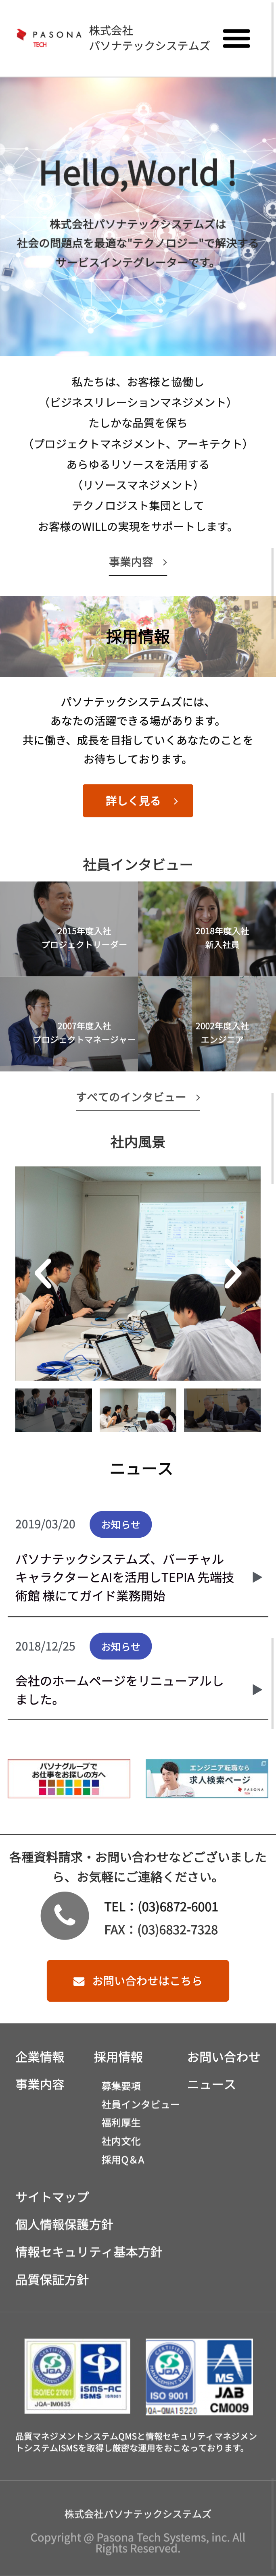 PASONA
TECH
株式会社
パソナテックシステムズ
Hello,World !
株式会社パソナテックシステムズは
社会の問題点を最適な"テクノロジー"で解決する
サービスインテグレーターです。
私たちは、お客様と協働し
（ビジネスリレーションマネジメント）
たしかな品質を保ち
（プロジェクトマネジメント、アーキテクト）
あらゆるリソースを活用する
（リソースマネジメント）
テクノロジスト集団として
お客様のWILLの実現をサポートします。
事業内容
採用情報
パソナテックシステムズには、
あなたの活躍できる場があります。
共に働き、成長を目指していくあなたのことを
お待ちしております。
詳しく見る
社員インタビュー
2015年度入社
プロジェクトリーダー
2018年度入社
新入社員
2007年度入社
プロジェクトマネージャー
2002年度入社
エンジニア
すべてのインタビュー
社内風景
ニュース
2019/03/20 お知らせ
パソナテックシステムズ、バーチャル
キャラクターとAIを活用しTEPIA 先端技
術館 様にてガイド業務開始
2018/12/25 お知らせ
会社のホームページをリニューアルし
ました。
パソナグループで
お仕事をお探しの方へ
エンジニア転職なら
求人検索ページ
PASONA
各種資料請求・お問い合わせなどございました
ら、お気軽にご連絡ください。
TEL：(03)6872-6001
FAX：(03)6832-7328
お問い合わせはこちら
企業情報
事業内容
採用情報
募集要項
社員インタビュー
福利厚生
社内文化
採用Q＆A
お問い合わせ
ニュース
サイトマップ
個人情報保護方針
情報セキュリティ基本方針
品質保証方針
JQA
ISO/IEC 27001
JQA-IM0635
ISMS-AC
ISMS
JQA
ISO 9001
JQA-QMA15220
MS
JAB
CM009
品質マネジメントシステムQMSと情報セキュリティマネジメン
トシステムISMSを取得し厳密な運用をおこなっております。
株式会社パソナテックシステムズ
Copyright @ Pasona Tech Systems, inc. All
Rights Reserved.